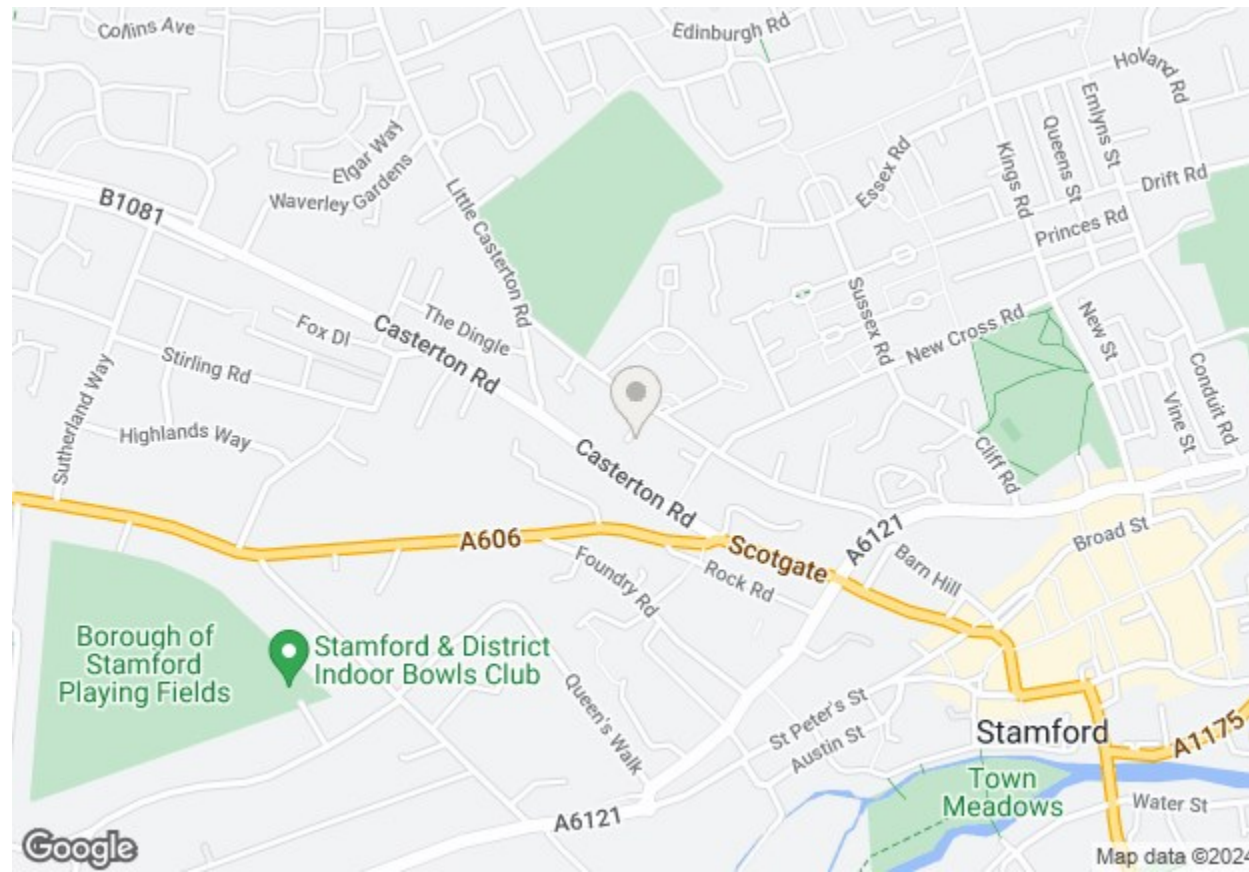 Collins Ave
Edinburgh Rd
Holland Rd
Emlyns St
Elgar Way
Queens St
Kings Rd
Essex Rd
Drift Rd
Waverley Gardens
B1081
Little Casterton Rd
Princes Rd
Sussex Rd
New Cross Rd
New St
The Dingle
Fox Dl
Casterton Rd
Stirling Rd
Sutherland Way
Conduit Rd
Vine St
Highlands Way
Cliff Rd
Casterton Rd
A606
Scotgate
A6121
Broad St
Barn Hill
Foundry Rd
Rock Rd
Borough of
Stamford
Playing Fields
Stamford & District
Indoor Bowls Club
Queen's Walk
St Peter's St
Austin St
Stamford
A1175
Town
Meadows
Water St
A6121
Google
Map data ©2024